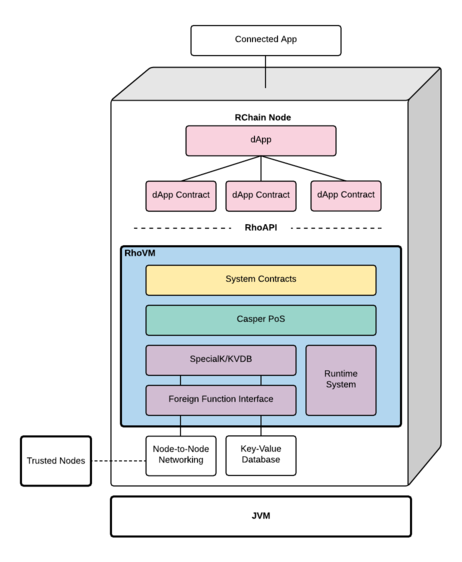 Connected App
RChain Node
dApp
dApp Contract
dApp Contract
dApp Contract
RhoAPI
RhoVM
System Contracts
Casper PoS
SpecialK/KVDB
Runtime
System
Foreign Function Interface
Node-to-Node
Networking
Key-Value
Database
Trusted Nodes
JVM